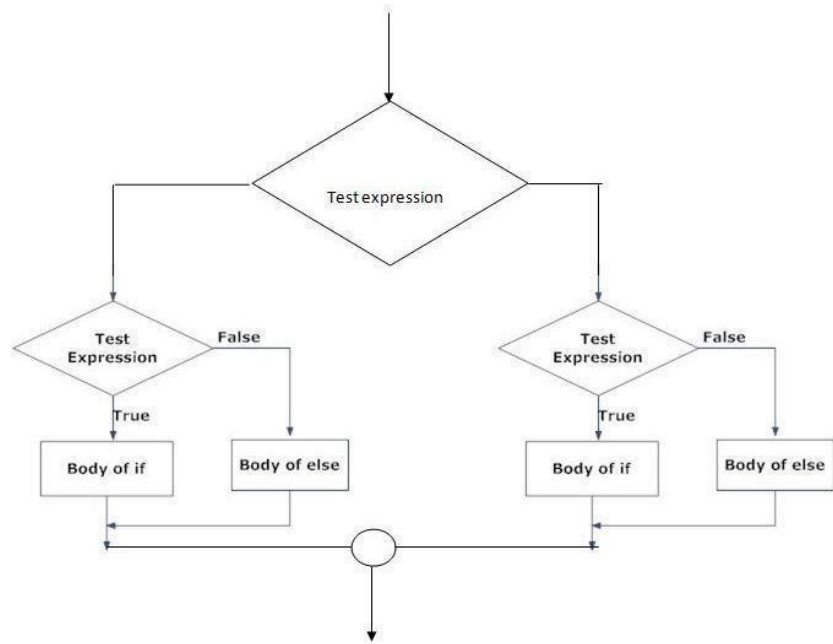 Test expression
Test
Expression
False
True
Body of if
Body of else
Test
Expression
False
True
Body of if
Body of else